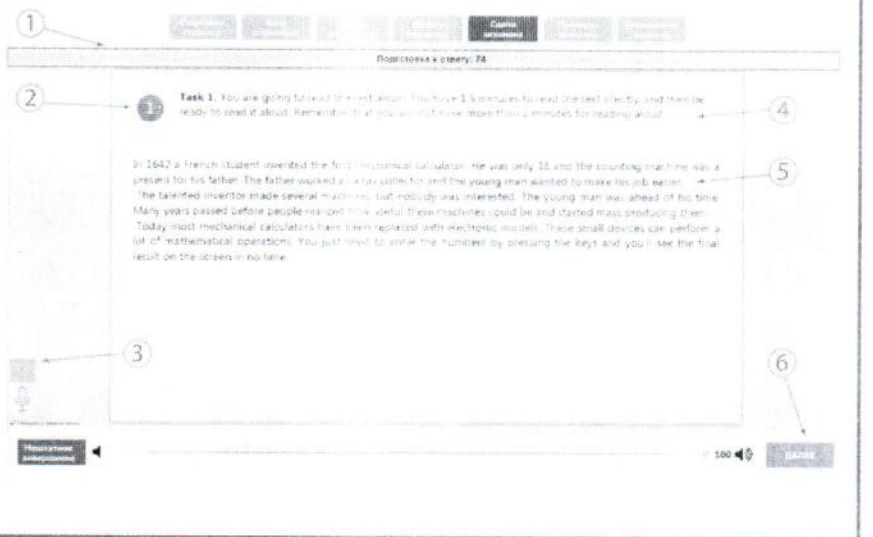 1
Сдача
экзамена
Подготовка к ответу: 74
2
1
Task 1. You are going to read the text aloud. You have 1.5 minutes to read the text silently, and then be
ready to read it aloud. Remember that you will not have more than 2 minutes for reading aloud.
4
In 1642 a French student invented the first mechanical calculator. He was only 18 and the counting machine was a
present for his father. The father worked as a tax collector and the young man wanted to make his job easier.
5
The talented inventor made several machines, but nobody was interested. The young man was ahead of his time.
Many years passed before people realized how useful these machines could be and started mass producing them.
Today most mechanical calculators have been replaced with electronic models. These small devices can perform a
lot of mathematical operations. You just need to enter the numbers by pressing the keys and you'll see the final
result on the screen in no time.
3
6
Нештатное
завершение
100
ДАЛЕЕ